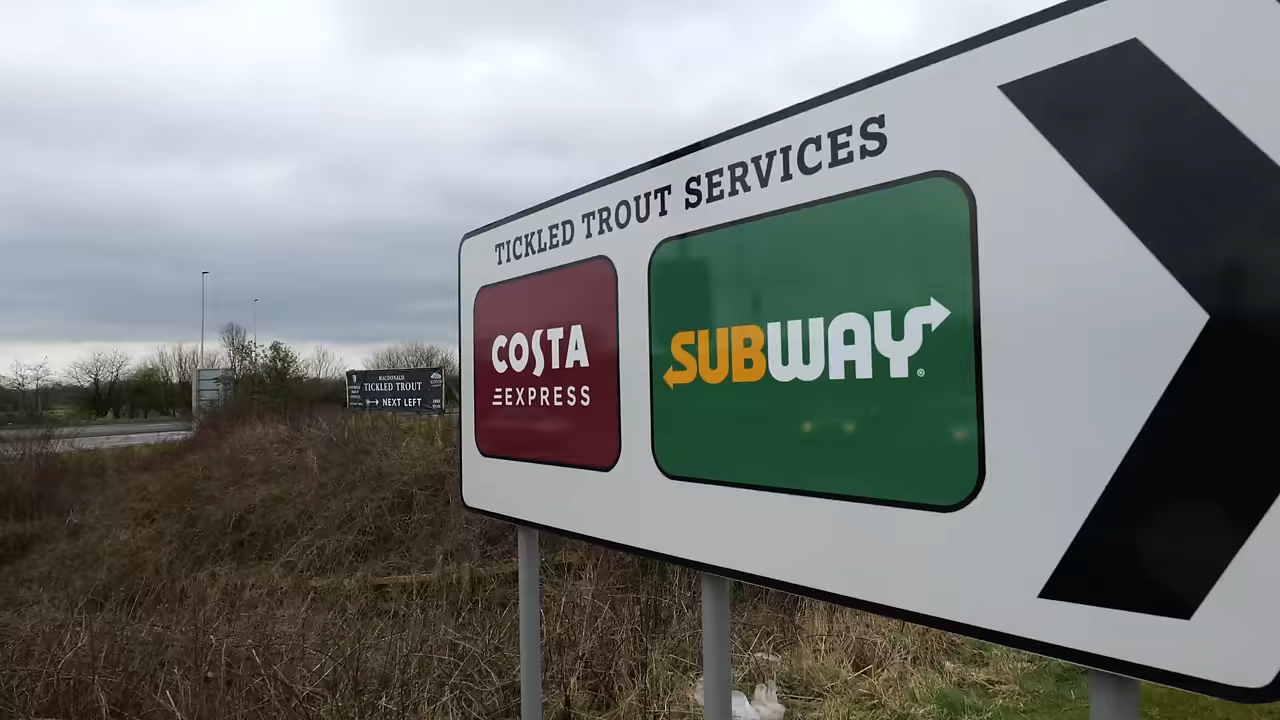 TICKLED TROUT SERVICES
COSTA
EXPRESS
SUBWAY®
MACDONALD
TICKLED TROUT
NEXT LEFT